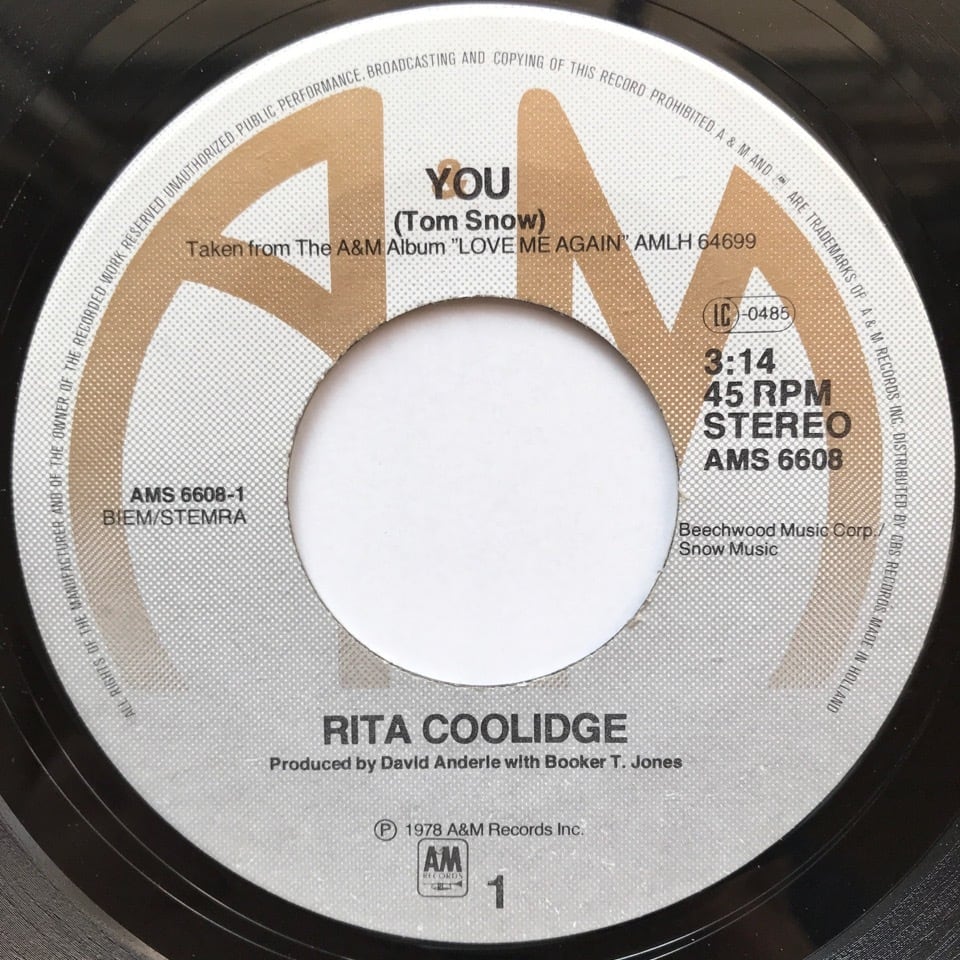 ALL RIGHTS OF THE MANUFACTURER AND OF THE OWNER OF THE RECORDED WORK RESERVED UNAUTHORIZED PUBLIC PERFORMANCE, BROADCASTING AND COPYING OF THIS RECORD PROHIBITED A & M AND ARE TRADEMARKS OF A & M RECORDS INC. DISTRIBUTED BY CBS RECORDS MADE IN HOLLAND
A&M
YOU
(Tom Snow)
Taken from The A&M Album "LOVE ME AGAIN" AMLH 64699
LC-0485
3:14
45 RPM
STEREO
AMS 6608
AMS 6608-1
BIEM/STEMRA
Beechwood Music Corp./
Snow Music
RITA COOLIDGE
Produced by David Anderle with Booker T. Jones
Ⓟ 1978 A&M Records Inc.
A&M
RECORDS
1